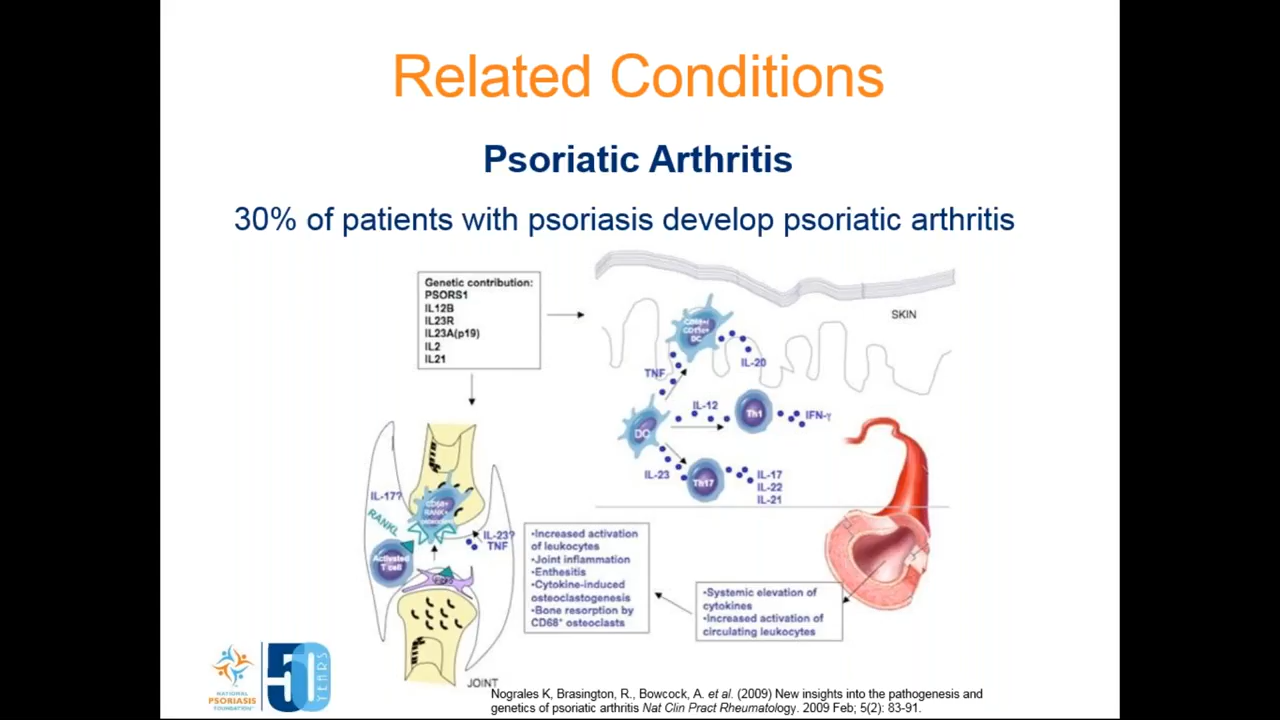 Related Conditions
Psoriatic Arthritis
30% of patients with psoriasis develop psoriatic arthritis
Genetic contribution:
PSORS1
IL12B
IL23R
IL23A(p19)
IL2
IL21
SKIN
CD11c+
DC
TNF
IL-20
IL-12
Th1
IFN-γ
DC
IL-23
Th17
IL-17
IL-22
IL-21
IL-17?
RANKL
CD68+
RANK+
IL-23?
TNF
Activated
T cell
•Increased activation
of leukocytes
•Joint inflammation
•Enthesitis
•Cytokine-induced
osteoclastogenesis
•Bone resorption by
CD68+ osteoclasts
•Systemic elevation of
cytokines
•Increased activation of
circulating leukocytes
JOINT
NATIONAL
PSORIASIS
FOUNDATION
50
YEARS
Nograles K, Brasington, R., Bowcock, A. et al. (2009) New insights into the pathogenesis and
genetics of psoriatic arthritis Nat Clin Pract Rheumatology. 2009 Feb; 5(2): 83-91.